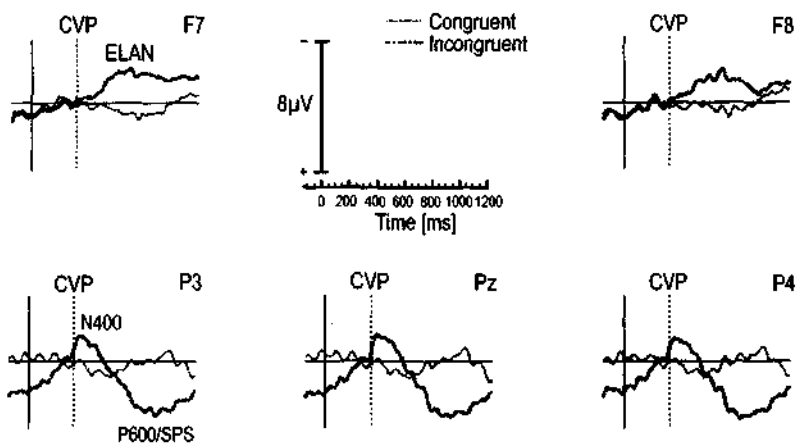 CVP F7
ELAN
Congruent
Incongruent
CVP F8
−
8µV
+
0 200 400 600 800 1000 1200
Time [ms]
CVP P3
N400
P600/SPS
CVP Pz
CVP P4